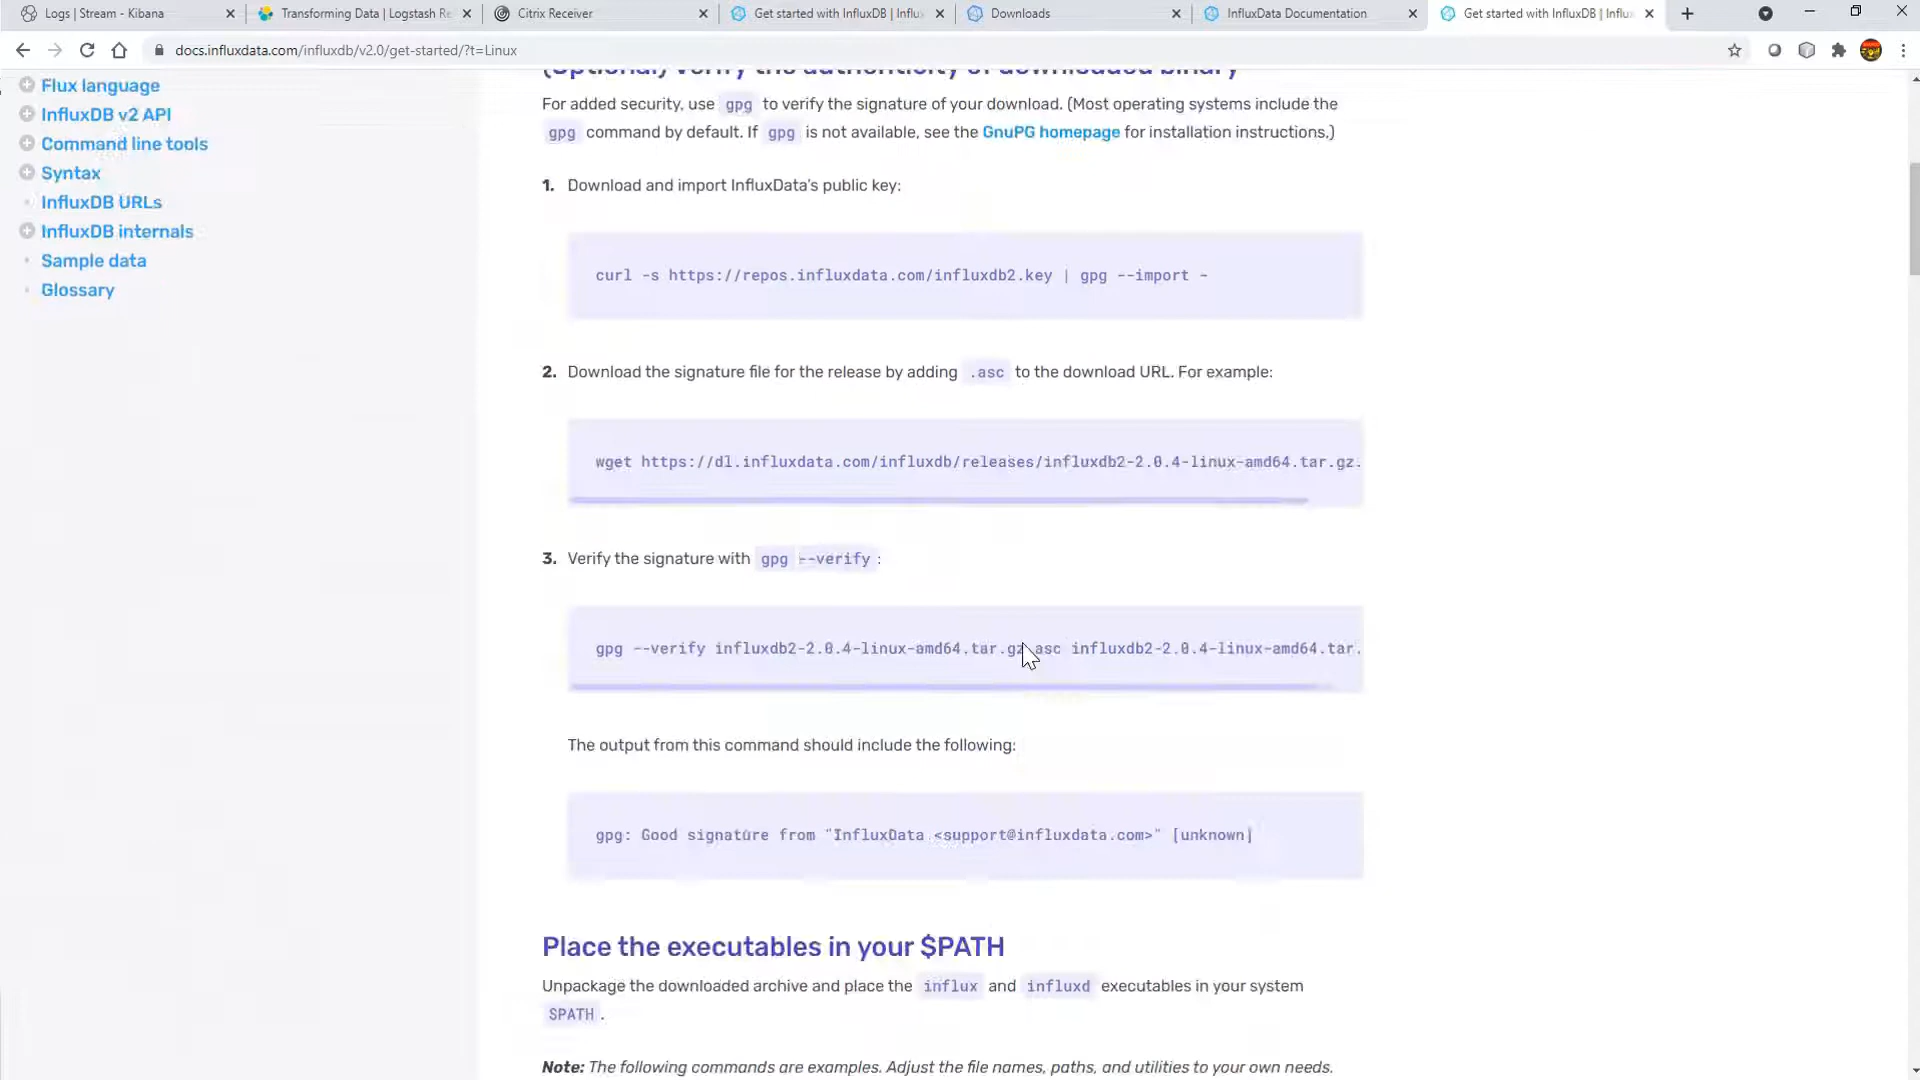 Logs | Stream - Kibana
Transforming Data | Logstash Re
Citrix Receiver
Get started with InfluxDB | Influx
Downloads
InfluxData Documentation
Get started with InfluxDB | Influx
docs.influxdata.com/influxdb/v2.0/get-started/?t=Linux
Flux language
InfluxDB v2 API
Command line tools
Syntax
InfluxDB URLs
InfluxDB internals
Sample data
Glossary
(Optional) Verify the authenticity of downloaded binary
For added security, use gpg to verify the signature of your download. (Most operating systems include the
gpg command by default. If gpg is not available, see the GnuPG homepage for installation instructions.)
1. Download and import InfluxData's public key:
curl -s https://repos.influxdata.com/influxdb2.key | gpg --import -
2. Download the signature file for the release by adding .asc to the download URL. For example:
wget https://dl.influxdata.com/influxdb/releases/influxdb2-2.0.4-linux-amd64.tar.gz.
3. Verify the signature with gpg --verify :
gpg --verify influxdb2-2.0.4-linux-amd64.tar.gz.asc influxdb2-2.0.4-linux-amd64.tar.
The output from this command should include the following:
gpg: Good signature from "InfluxData <support@influxdata.com>" [unknown]
Place the executables in your $PATH
Unpackage the downloaded archive and place the influx and influxd executables in your system
$PATH .
Note: The following commands are examples. Adjust the file names, paths, and utilities to your own needs.